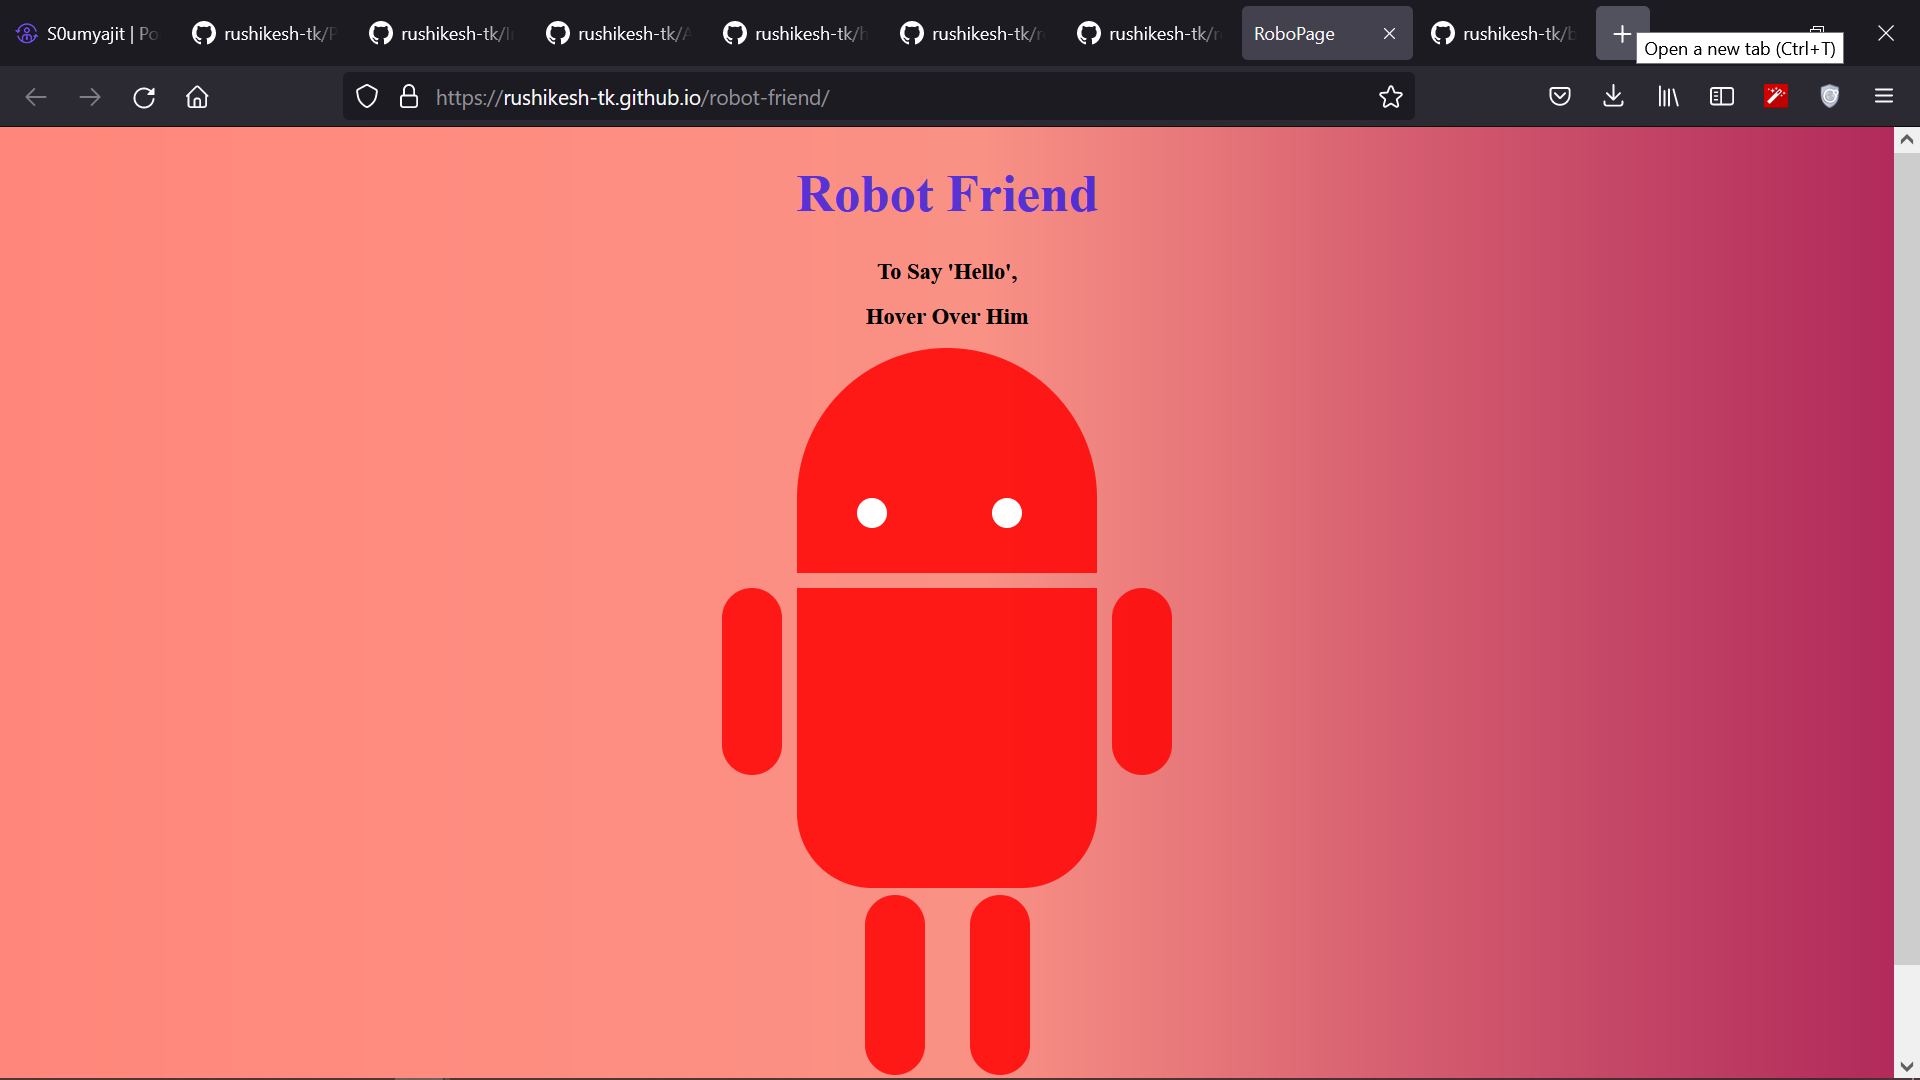 S0umyajit | Po
rushikesh-tk/P
rushikesh-tk/I
rushikesh-tk/A
rushikesh-tk/h
rushikesh-tk/r
rushikesh-tk/r
RoboPage
rushikesh-tk/b
Open a new tab (Ctrl+T)
https://rushikesh-tk.github.io/robot-friend/
Robot Friend
To Say 'Hello',
Hover Over Him